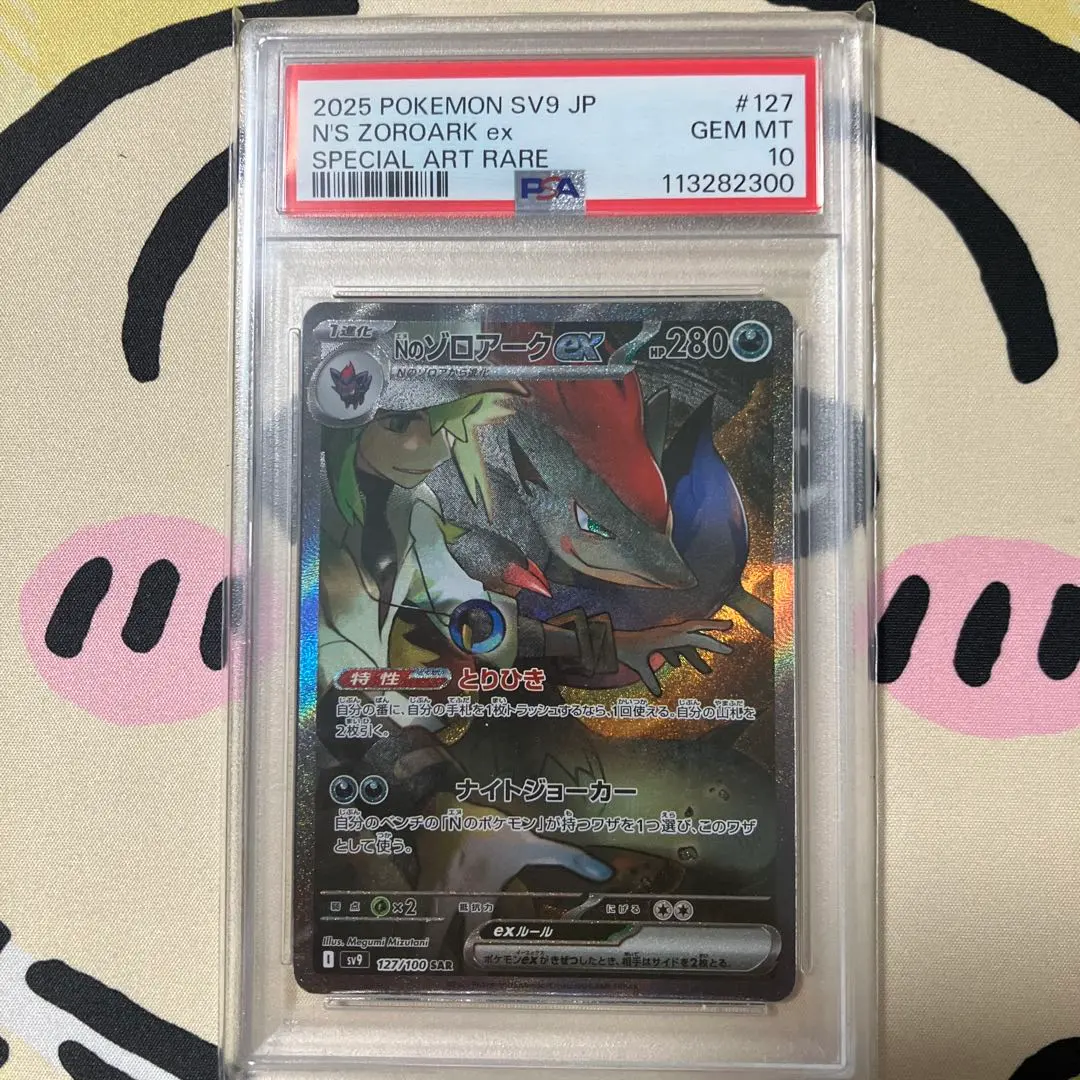 2025 POKEMON SV9 JP #127
N'S ZOROARK ex GEM MT
SPECIAL ART RARE 10
PSA 113282300
1進化 Nのゾロアークex HP280
Nのゾロアから進化
特性 とりひき
自分の番に、自分の手札を1枚トラッシュするなら、1回使える。自分の山札を
2枚引く。
ナイトジョーカー
自分のベンチの「Nのポケモン」が持つワザを1つ選び、このワザ
として使う。
弱点 ×2 抵抗力 にげる
exルール
ポケモンexがきぜつしたとき、相手はサイドを2枚とる。
Illus. Megumi Mizutani
I SV9 127/100 SAR